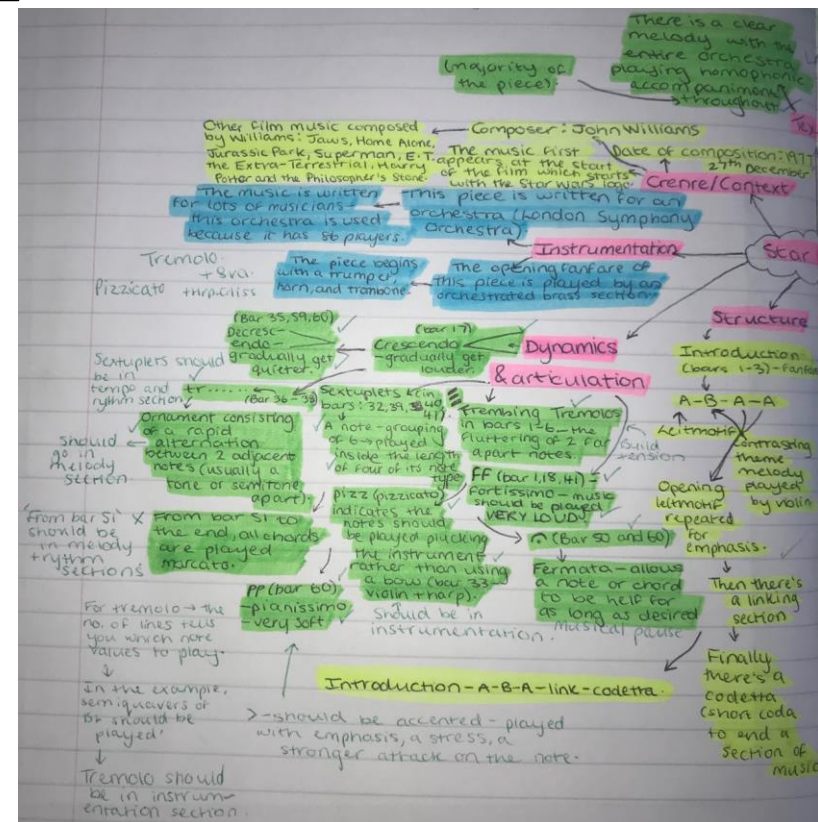 There is a clear
melody with the
entire orchestra
playing homophonic
accompaniment
throughout
(majority of
the piece).
Composer: John Williams
Other film music composed
by Williams: Jaws, Home Alone,
Jurassic Park, Superman, E.T.
the Extra-Terrestrial, Harry
Potter and the Philosopher's Stone.
The music first
appears at the start
of the film which starts
with the Star Wars logo.
Date of composition: 197
27th December
Genre/Context
The music is written
for lots of musicians-
this orchestra is used
because it has 86 players.
This piece is written for an
orchestra (London Symphony
Orchestra).
Instrumentation
Star
Tremolo.
+8va.
Pizzicato +Hrp.Gliss
The piece begins
with a trumpet,
horn, and trombone.
The opening fanfare of
this piece is played by an
orchestrated brass section.
Structure
Introduction
(bars 1-3)-Fanfa
A-B-A-A
Leitmotif
Contrasting
theme
melody
played
by violin
Opening
leitmotif
repeated
for
emphasis.
Then there's
a linking
section
Finally
there's a
codetta
(short coda
to end a
section of
music
Dynamics
& articulation
(bar 17)
Crescendo
-gradually get
louder.
(Bar 35, 59, 60)
Decresc-
endo-
gradually get
quieter.
Sextuplets should
be in
tempo and
rythm section.
tr...... (Bar 36-38)
Ornament consisting
of a rapid
alternation
between 2 adjacent
notes (usually a
tone or semitone
apart).
should
go in
melody
section
Sextuplets (in
bars: 32, 39, 40
41).
A note-grouping
of 6→played
inside the length
of four of its note
type
Trembing Tremolos
in bars 1-6-the
fluttering of 2 far
apart notes.
Build
tension
FF (bar 1, 18, 41)-
Fortissimo-music
should be played
VERY LOUD
pizz (pizzicato)
indicates the
notes should
be played plucking
the instrument
rather than using
a bow (bar 33-
violin + harp).
should be in
instrumentation.
(Bar 50 and 60)
Fermata-allows
a note or chord
to be helf for
as long as desired
Musical pause
'From bar 51' X
should be
in melody
+rythm
sections
From bar 51 to
the end, all chords
are played
marcato.
pp (bar 60)
-pianissimo
-very soft
For tremolo→the
no. of lines tells
you which note
values to play.
In the example,
semiquavers
should be
played'
Tremolo should
be in instrum-
entation section.
Introduction-A-B-A-link-codetta.
>-should be accented-played
with emphasis, a stress, a
stronger attack on the note.